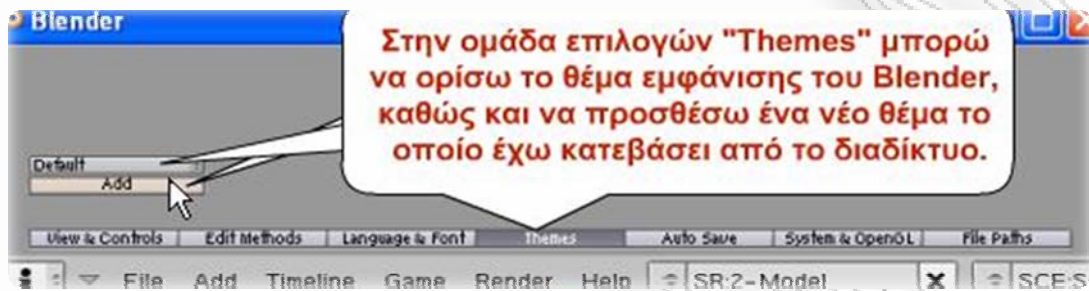 Blender
Στην ομάδα επιλογών "Themes" μπορώ
να ορίσω το θέμα εμφάνισης του Blender,
καθώς και να προσθέσω ένα νέο θέμα το
οποίο έχω κατεβάσει από το διαδίκτυο.
Default
Add
View & Controls Edit Methods Language & Font Themes Auto Save System & OpenGL File Paths
File Add Timeline Game Render Help SR:2-Model X SCE:S